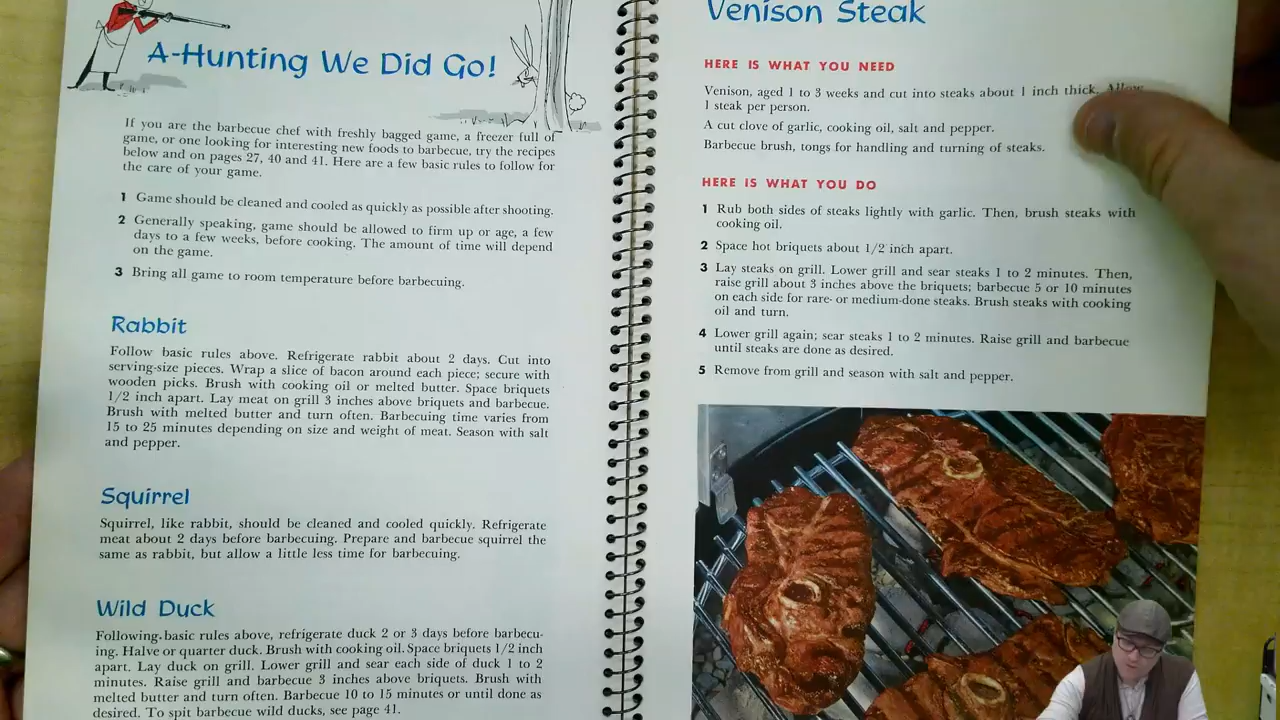 A-Hunting We Did Go!
If you are the barbecue chef with freshly bagged game, a freezer full of
game, or one looking for interesting new foods to barbecue, try the recipes
below and on pages 27, 40 and 41. Here are a few basic rules to follow for
the care of your game.
1 Game should be cleaned and cooled as quickly as possible after shooting.
2 Generally speaking, game should be allowed to firm up or age, a few
days to a few weeks, before cooking. The amount of time will depend
on the game.
3 Bring all game to room temperature before barbecuing.
Rabbit
Follow basic rules above. Refrigerate rabbit about 2 days. Cut into
serving-size pieces. Wrap a slice of bacon around each piece; secure with
wooden picks. Brush with cooking oil or melted butter. Space briquets
1/2 inch apart. Lay meat on grill 3 inches above briquets and barbecue.
Brush with melted butter and turn often. Barbecuing time varies from
15 to 25 minutes depending on size and weight of meat. Season with salt
and pepper.
Squirrel
Squirrel, like rabbit, should be cleaned and cooled quickly. Refrigerate
meat about 2 days before barbecuing. Prepare and barbecue squirrel the
same as rabbit, but allow a little less time for barbecuing.
Wild Duck
Following basic rules above, refrigerate duck 2 or 3 days before barbecu-
ing. Halve or quarter duck. Brush with cooking oil. Space briquets 1/2 inch
apart. Lay duck on grill. Lower grill and sear each side of duck 1 to 2
minutes. Raise grill and barbecue 3 inches above briquets. Brush with
melted butter and turn often. Barbecue 10 to 15 minutes or until done as
desired. To spit barbecue wild ducks, see page 41.
Venison Steak
HERE IS WHAT YOU NEED
Venison, aged 1 to 3 weeks and cut into steaks about 1 inch thick. Allow
1 steak per person.
A cut clove of garlic, cooking oil, salt and pepper.
Barbecue brush, tongs for handling and turning of steaks.
HERE IS WHAT YOU DO
1 Rub both sides of steaks lightly with garlic. Then, brush steaks with
cooking oil.
2 Space hot briquets about 1/2 inch apart.
3 Lay steaks on grill. Lower grill and sear steaks 1 to 2 minutes. Then,
raise grill about 3 inches above the briquets; barbecue 5 or 10 minutes
on each side for rare- or medium-done steaks. Brush steaks with cooking
oil and turn.
4 Lower grill again; sear steaks 1 to 2 minutes. Raise grill and barbecue
until steaks are done as desired.
5 Remove from grill and season with salt and pepper.